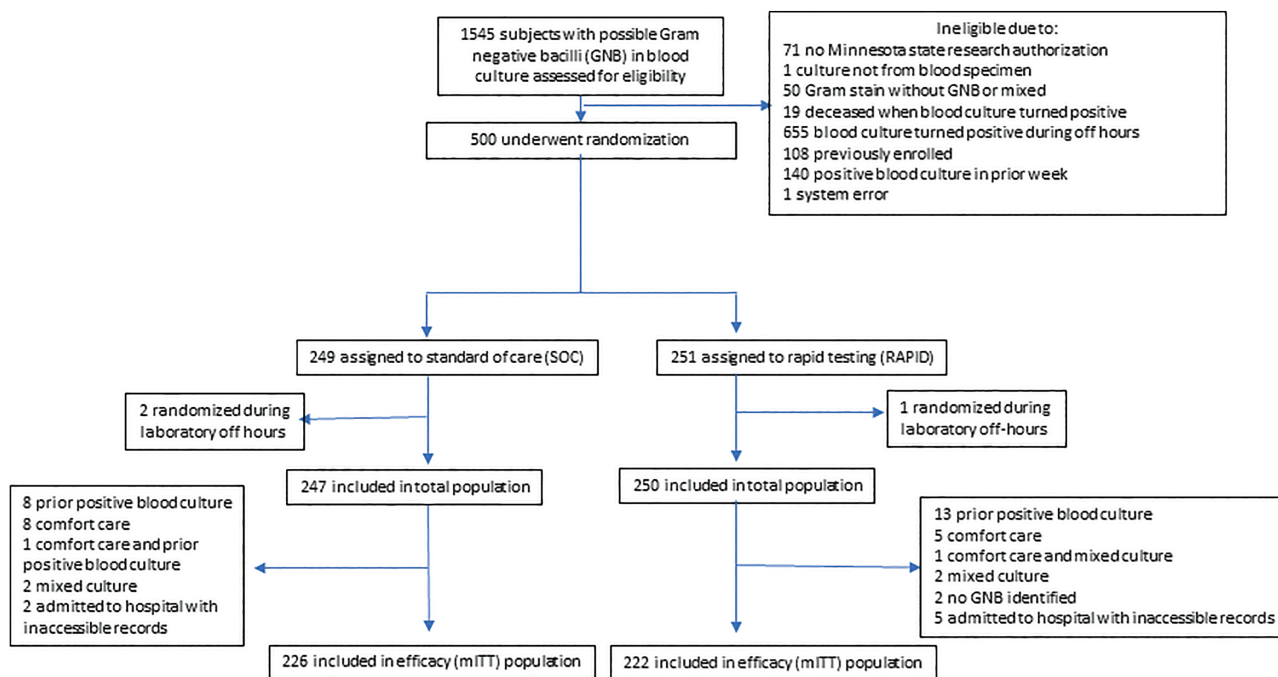 1545 subjects with possible Gram
negative bacilli (GNB) in blood
culture assessed for eligibility
Ineligible due to:
71 no Minnesota state research authorization
1 culture not from blood specimen
50 Gram stain without GNB or mixed
19 deceased when blood culture turned positive
655 blood culture turned positive during off hours
108 previously enrolled
140 positive blood culture in prior week
1 system error
500 underwent randomization
249 assigned to standard of care (SOC)
251 assigned to rapid testing (RAPID)
2 randomized during
laboratory off hours
1 randomized during
laboratory off-hours
247 included in total population
250 included in total population
8 prior positive blood culture
8 comfort care
1 comfort care and prior
positive blood culture
2 mixed culture
2 admitted to hospital with
inaccessible records
13 prior positive blood culture
5 comfort care
1 comfort care and mixed culture
2 mixed culture
2 no GNB identified
5 admitted to hospital with inaccessible records
226 included in efficacy (mITT) population
222 included in efficacy (mITT) population